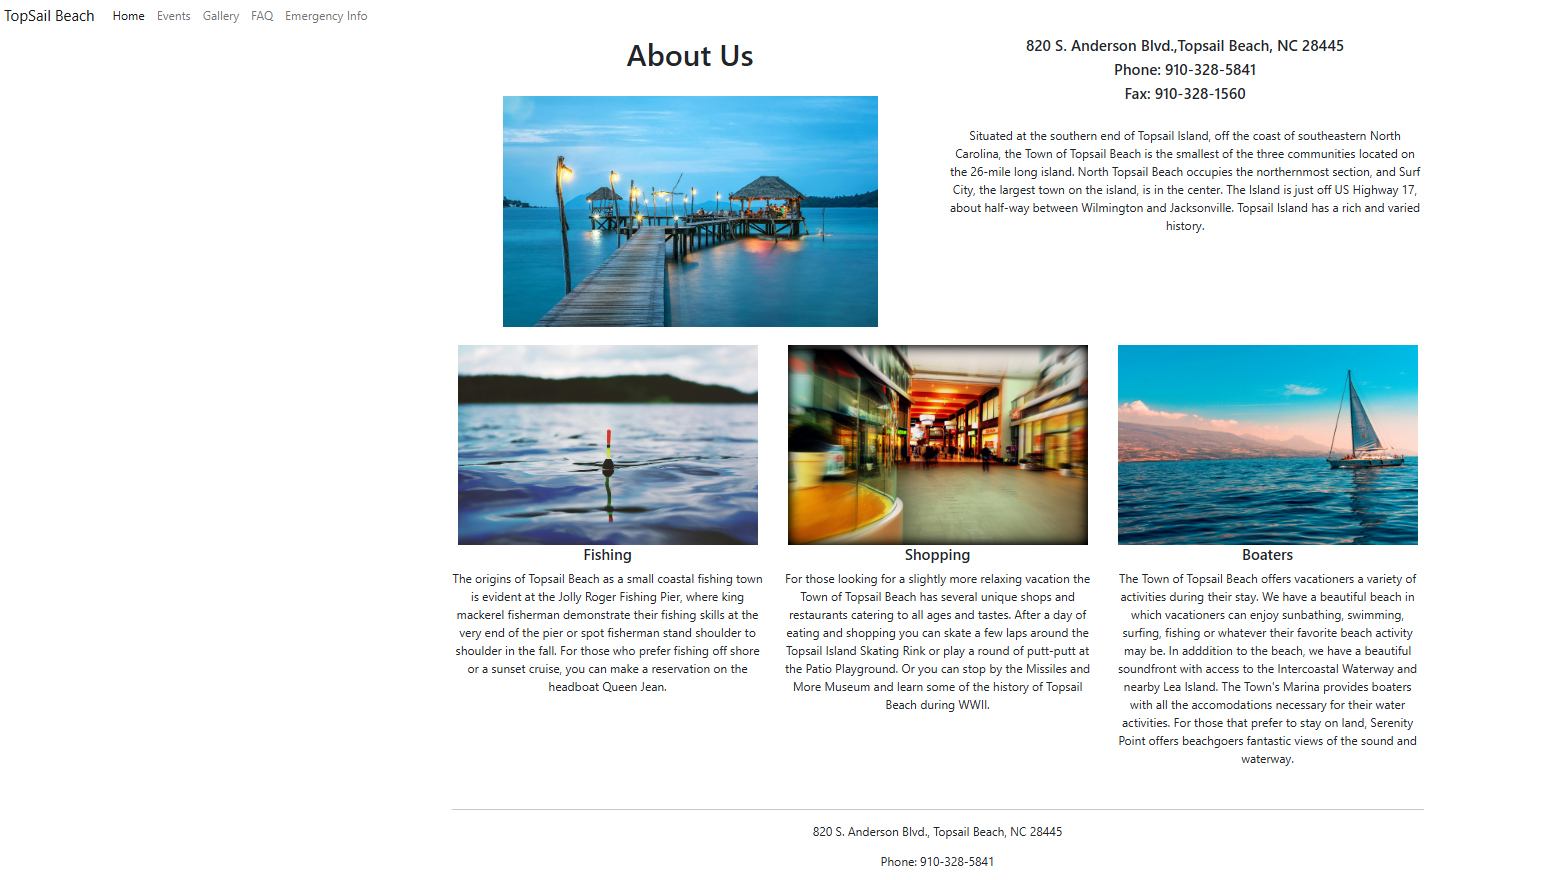 TopSail Beach Home Events Gallery FAQ Emergency Info
About Us
820 S. Anderson Blvd.,Topsail Beach, NC 28445
Phone: 910-328-5841
Fax: 910-328-1560
Situated at the southern end of Topsail Island, off the coast of southeastern North
Carolina, the Town of Topsail Beach is the smallest of the three communities located on
the 26-mile long island. North Topsail Beach occupies the northernmost section, and Surf
City, the largest town on the island, is in the center. The Island is just off US Highway 17,
about half-way between Wilmington and Jacksonville. Topsail Island has a rich and varied
history.
Fishing
The origins of Topsail Beach as a small coastal fishing town
is evident at the Jolly Roger Fishing Pier, where king
mackerel fisherman demonstrate their fishing skills at the
very end of the pier or spot fisherman stand shoulder to
shoulder in the fall. For those who prefer fishing off shore
or a sunset cruise, you can make a reservation on the
headboat Queen Jean.
Shopping
For those looking for a slightly more relaxing vacation the
Town of Topsail Beach has several unique shops and
restaurants catering to all ages and tastes. After a day of
eating and shopping you can skate a few laps around the
Topsail Island Skating Rink or play a round of putt-putt at
the Patio Playground. Or you can stop by the Missiles and
More Museum and learn some of the history of Topsail
Beach during WWII.
Boaters
The Town of Topsail Beach offers vacationers a variety of
activities during their stay. We have a beautiful beach in
which vacationers can enjoy sunbathing, swimming,
surfing, fishing or whatever their favorite beach activity
may be. In adddition to the beach, we have a beautiful
soundfront with access to the Intercoastal Waterway and
nearby Lea Island. The Town's Marina provides boaters
with all the accomodations necessary for their water
activities. For those that prefer to stay on land, Serenity
Point offers beachgoers fantastic views of the sound and
waterway.
820 S. Anderson Blvd., Topsail Beach, NC 28445
Phone: 910-328-5841